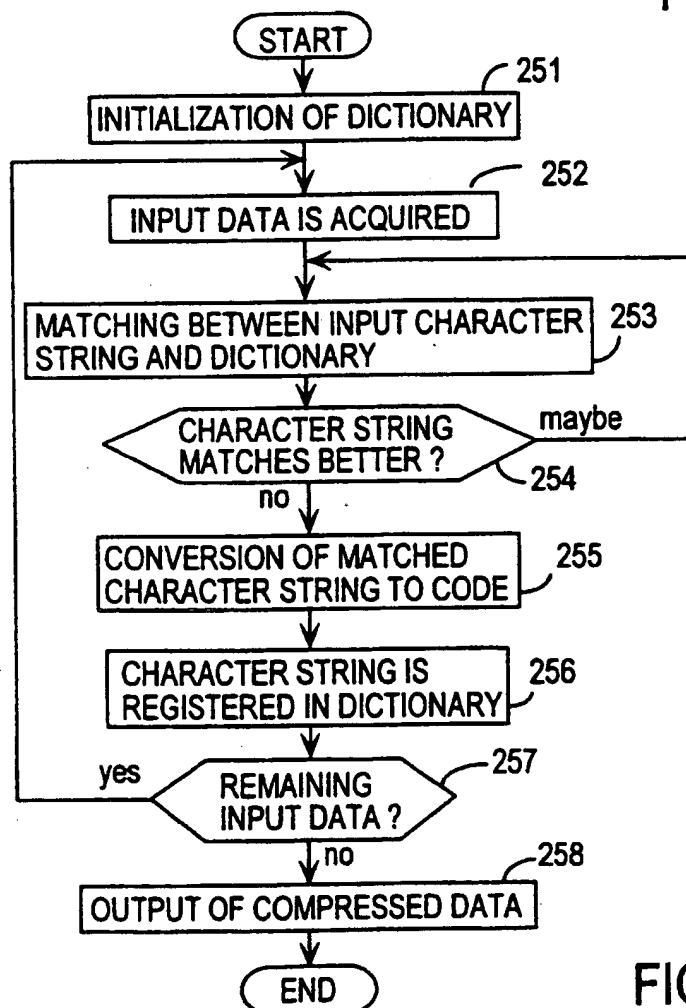 START
251
INITIALIZATION OF DICTIONARY
252
INPUT DATA IS ACQUIRED
MATCHING BETWEEN INPUT CHARACTER
STRING AND DICTIONARY
253
CHARACTER STRING
MATCHES BETTER ?
maybe
254
no
CONVERSION OF MATCHED
CHARACTER STRING TO CODE
255
CHARACTER STRING IS
REGISTERED IN DICTIONARY
256
yes
REMAINING
INPUT DATA ?
257
no
258
OUTPUT OF COMPRESSED DATA
END
FIG